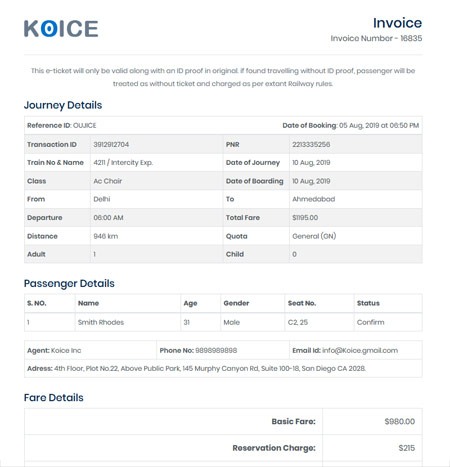 KOICE
Invoice
Invoice Number - 16835
This e-ticket will only be valid along with an ID proof in original. if found travelling without ID proof, passenger will be
treated as without ticket and charged as per extant Railway rules.
Journey Details
Reference ID: OUJICE Date of Booking: 05 Aug, 2019 at 06:50 PM
Transaction ID 3912912704 PNR 2213335256
Train No & Name 4211 / Intercity Exp. Date of Journey 10 Aug, 2019
Class Ac Chair Date of Boarding 10 Aug, 2019
From Delhi To Ahmedabad
Departure 06:00 AM Total Fare $1195.00
Distance 946 km Quota General (GN)
Adult 1 Child 0
Passenger Details
S. NO. Name Age Gender Seat No. Status
1 Smith Rhodes 31 Male C2, 25 Confirm
Agent: Koice Inc Phone No: 9898989898 Email Id: info@Koice.gmail.com
Adress: 4th Floor, Plot No.22, Above Public Park, 145 Murphy Canyon Rd, Suite 100-18, San Diego CA 2028.
Fare Details
Basic Fare: $980.00
Reservation Charge: $215